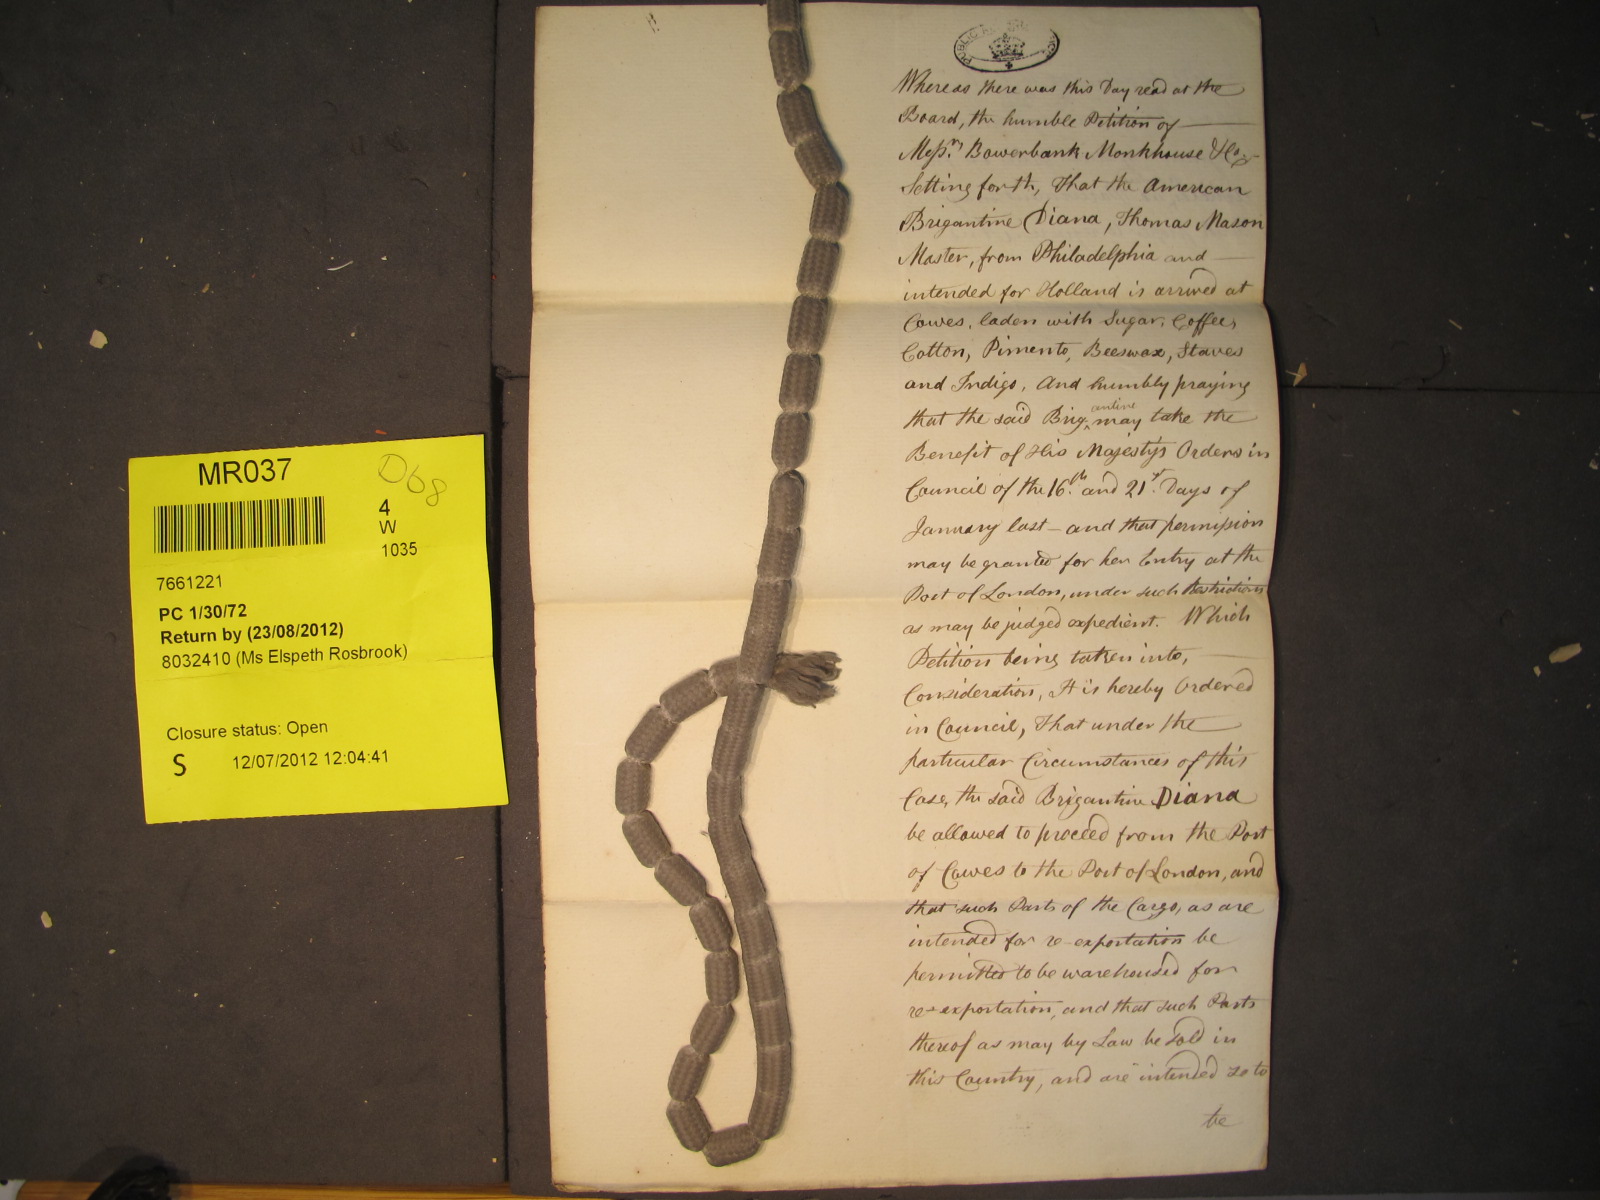 MR037
D68
4
W
1035
7661221
PC 1/30/72
Return by (23/08/2012)
8032410 (Ms Elspeth Rosbrook)
Closure status: Open
S 12/07/2012 12:04:41
PUBLIC
Whereas there was this Day read at the
Board, the humble Petition of
Messrs. Bowerbank Monkhouse & Co
Setting forth, That the American
Brigantine Diana, Thomas Mason
Master, from Philadelphia and
intended for Holland is arrived at
Cowes, laden with Sugar, Coffee,
Cotton, Pimento, Beeswax, Staves
and Indigo, And humbly praying
that the said Brigantine may take the
Benefit of His Majesty's Orders in
Council of the 16th. and 21st. Days of
January last - and that permission
may be granted for her Entry at the
Port of London, under such Restrictions
as may be judged expedient. Which
Petition being taken into,
Consideration, It is hereby Ordered
in Council, That under the
particular Circumstances of this
Case, the said Brigantine Diana
be allowed to proceed from the Port
of Cowes to the Port of London, and
that such Parts of the Cargo, as are
intended for re-exportation be
permitted to be warehoused for
re-exportation, and that such Parts
thereof as may by Law be sold in
this Country, and are intended so to
be